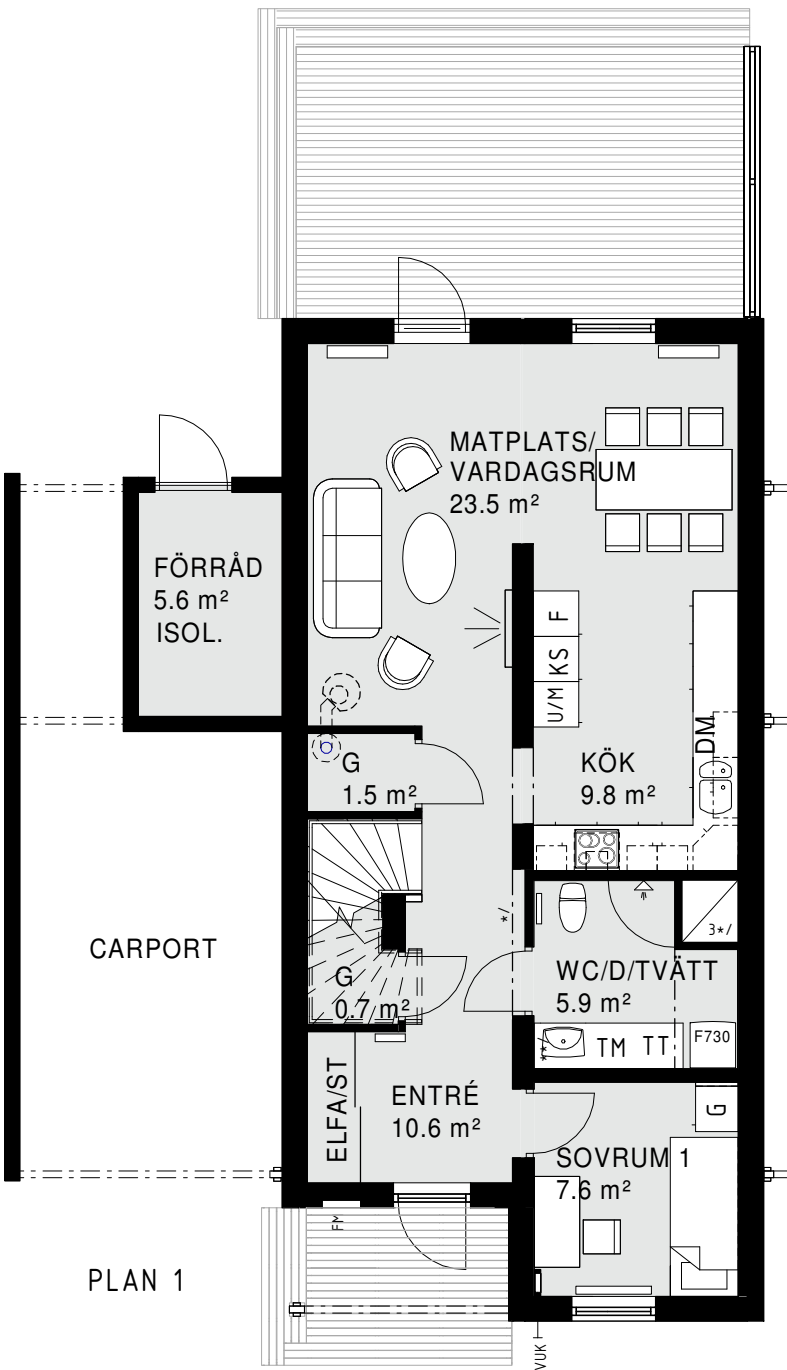 MATPLATS/
VARDAGSRUM
23.5 m²
FÖRRÅD
5.6 m²
ISOL.
F
KS
U/M
DM
G
1.5 m²
KÖK
9.8 m²
*/
3*/
CARPORT
G
0.7 m²
WC/D/TVÄTT
5.9 m²
**/
TM TT
F730
ELFA/ST
ENTRÉ
10.6 m²
G
SOVRUM 1
7.6 m²
FM
PLAN 1
VUK